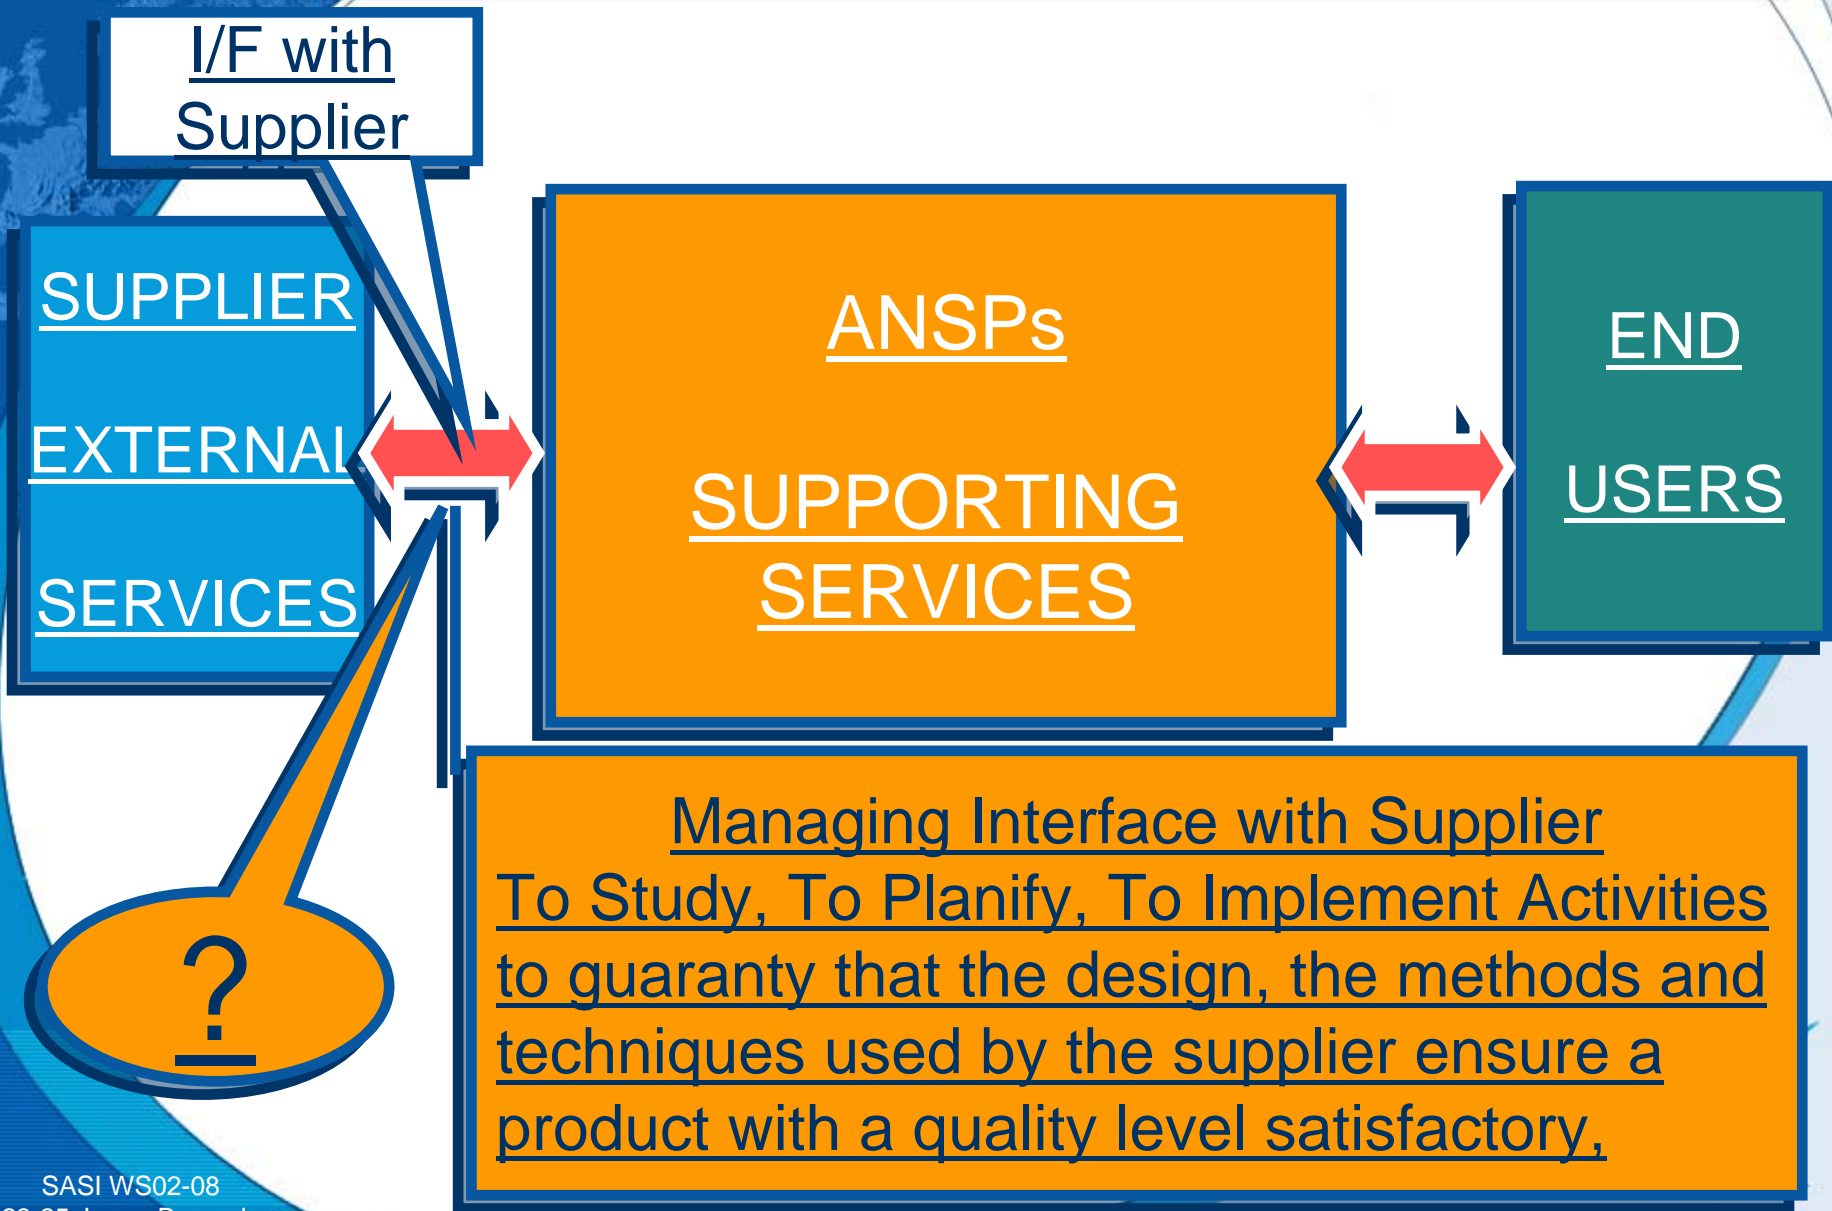 I/F with
Supplier
SUPPLIER
EXTERNAL
SERVICES
ANSPs
SUPPORTING
SERVICES
END
USERS
?
Managing Interface with Supplier
To Study, To Planify, To Implement Activities
to guaranty that the design, the methods and
techniques used by the supplier ensure a
product with a quality level satisfactory,
SASI WS02-08